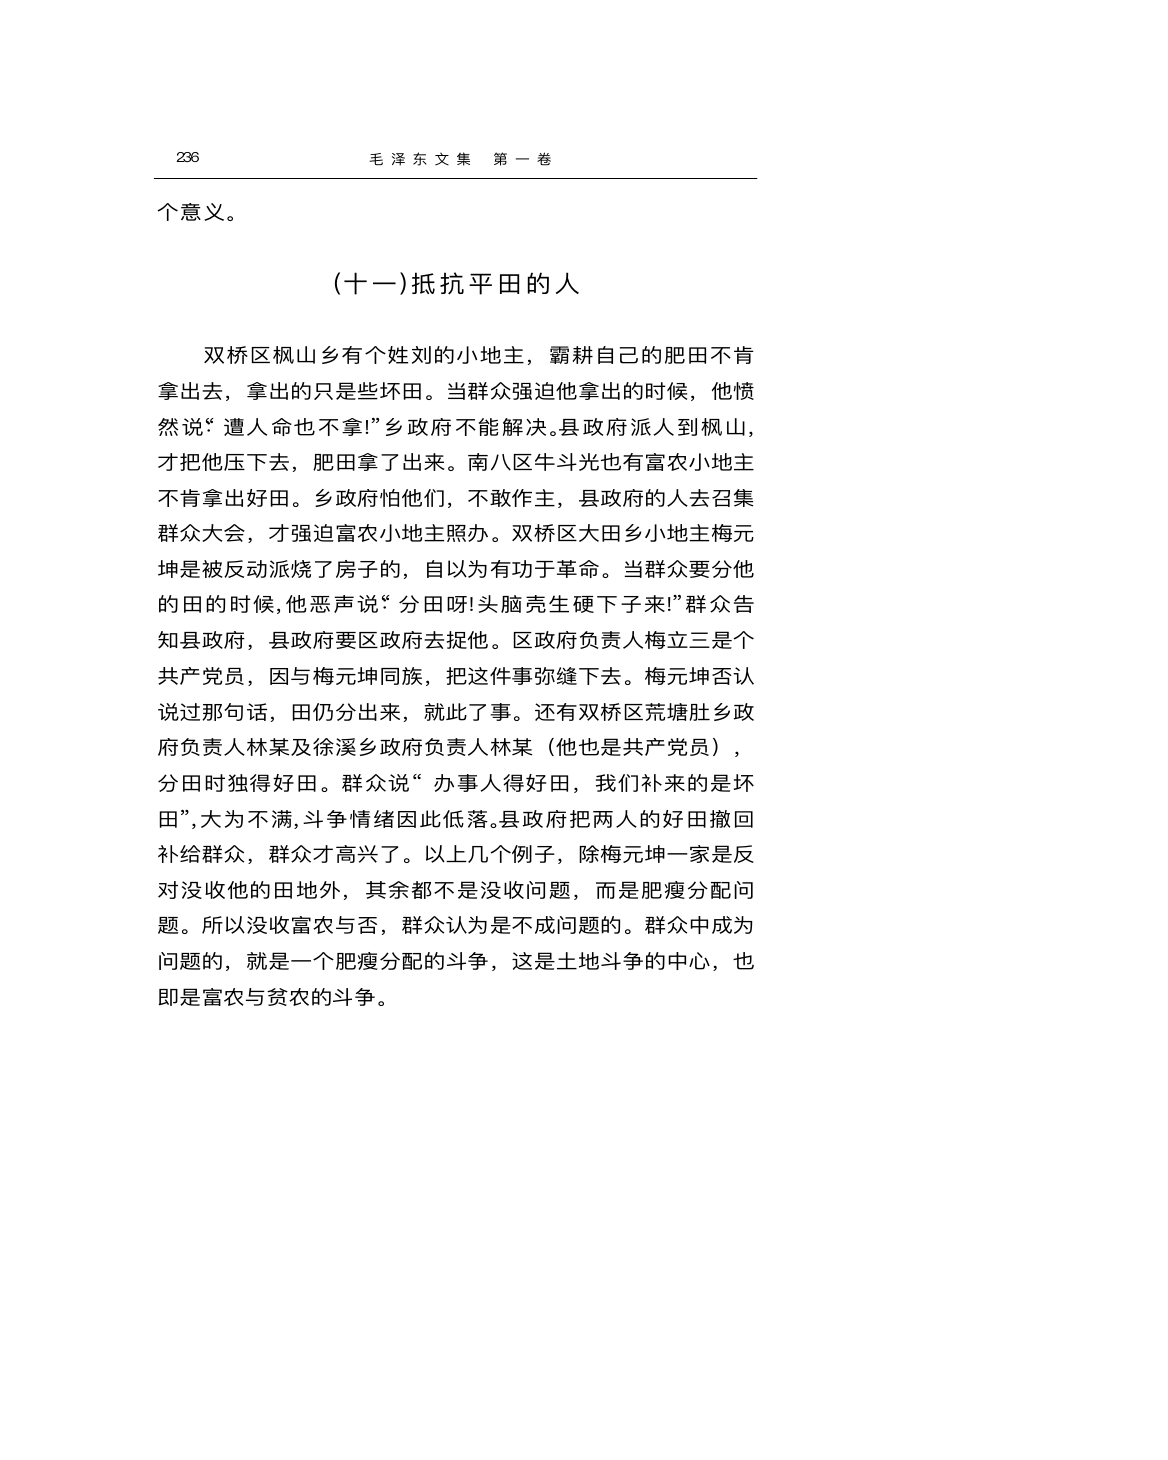 236 毛泽东文集 第一卷
个意义。
(十一)抵抗平田的人
双桥区枫山乡有个姓刘的小地主，霸耕自己的肥田不肯
拿出去，拿出的只是些坏田。当群众强迫他拿出的时候，他愤
然说:“遭人命也不拿!”乡政府不能解决。县政府派人到枫山,
才把他压下去，肥田拿了出来。南八区牛斗光也有富农小地主
不肯拿出好田。乡政府怕他们，不敢作主，县政府的人去召集
群众大会，才强迫富农小地主照办。双桥区大田乡小地主梅元
坤是被反动派烧了房子的，自以为有功于革命。当群众要分他
的田的时候,他恶声说:“分田呀!头脑壳生硬下子来!”群众告
知县政府，县政府要区政府去捉他。区政府负责人梅立三是个
共产党员，因与梅元坤同族，把这件事弥缝下去。梅元坤否认
说过那句话，田仍分出来，就此了事。还有双桥区荒塘肚乡政
府负责人林某及徐溪乡政府负责人林某（他也是共产党员），
分田时独得好田。群众说“办事人得好田，我们补来的是坏
田”,大为不满,斗争情绪因此低落。县政府把两人的好田撤回
补给群众，群众才高兴了。以上几个例子，除梅元坤一家是反
对没收他的田地外，其余都不是没收问题，而是肥瘦分配问
题。所以没收富农与否，群众认为是不成问题的。群众中成为
问题的，就是一个肥瘦分配的斗争，这是土地斗争的中心，也
即是富农与贫农的斗争。